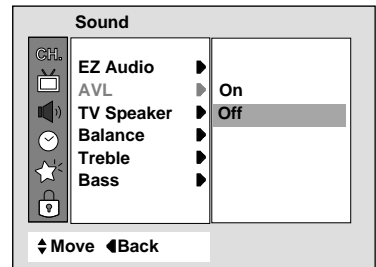 Sound
CH.
EZ Audio
AVL
TV Speaker
Balance
Treble
Bass
On
Off
Move Back